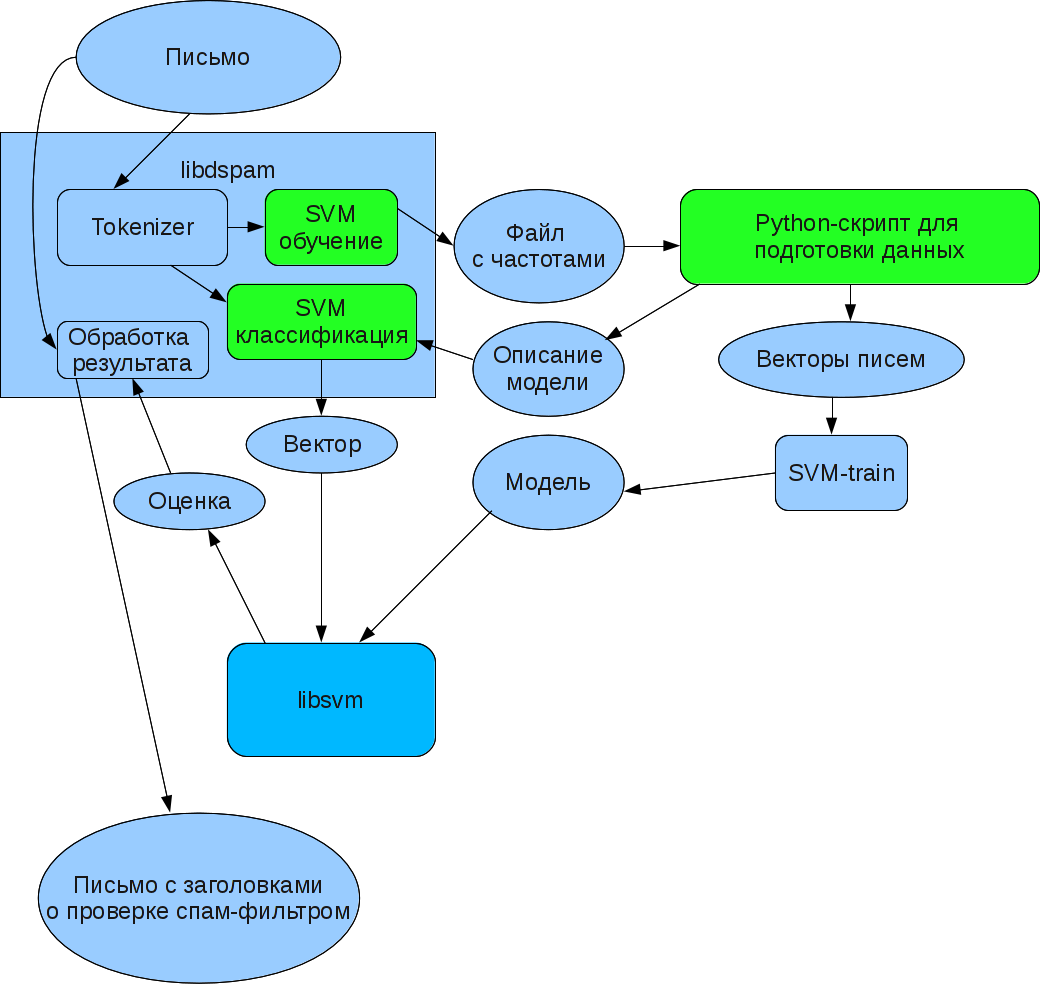 Письмо
libdspam
Tokenizer
SVM
обучение
Файл
с частотами
Python-скрипт для
подготовки данных
SVM
классификация
Обработка
результата
Описание
модели
Векторы писем
Вектор
Модель
SVM-train
Оценка
libsvm
Письмо с заголовками
о проверке спам-фильтром